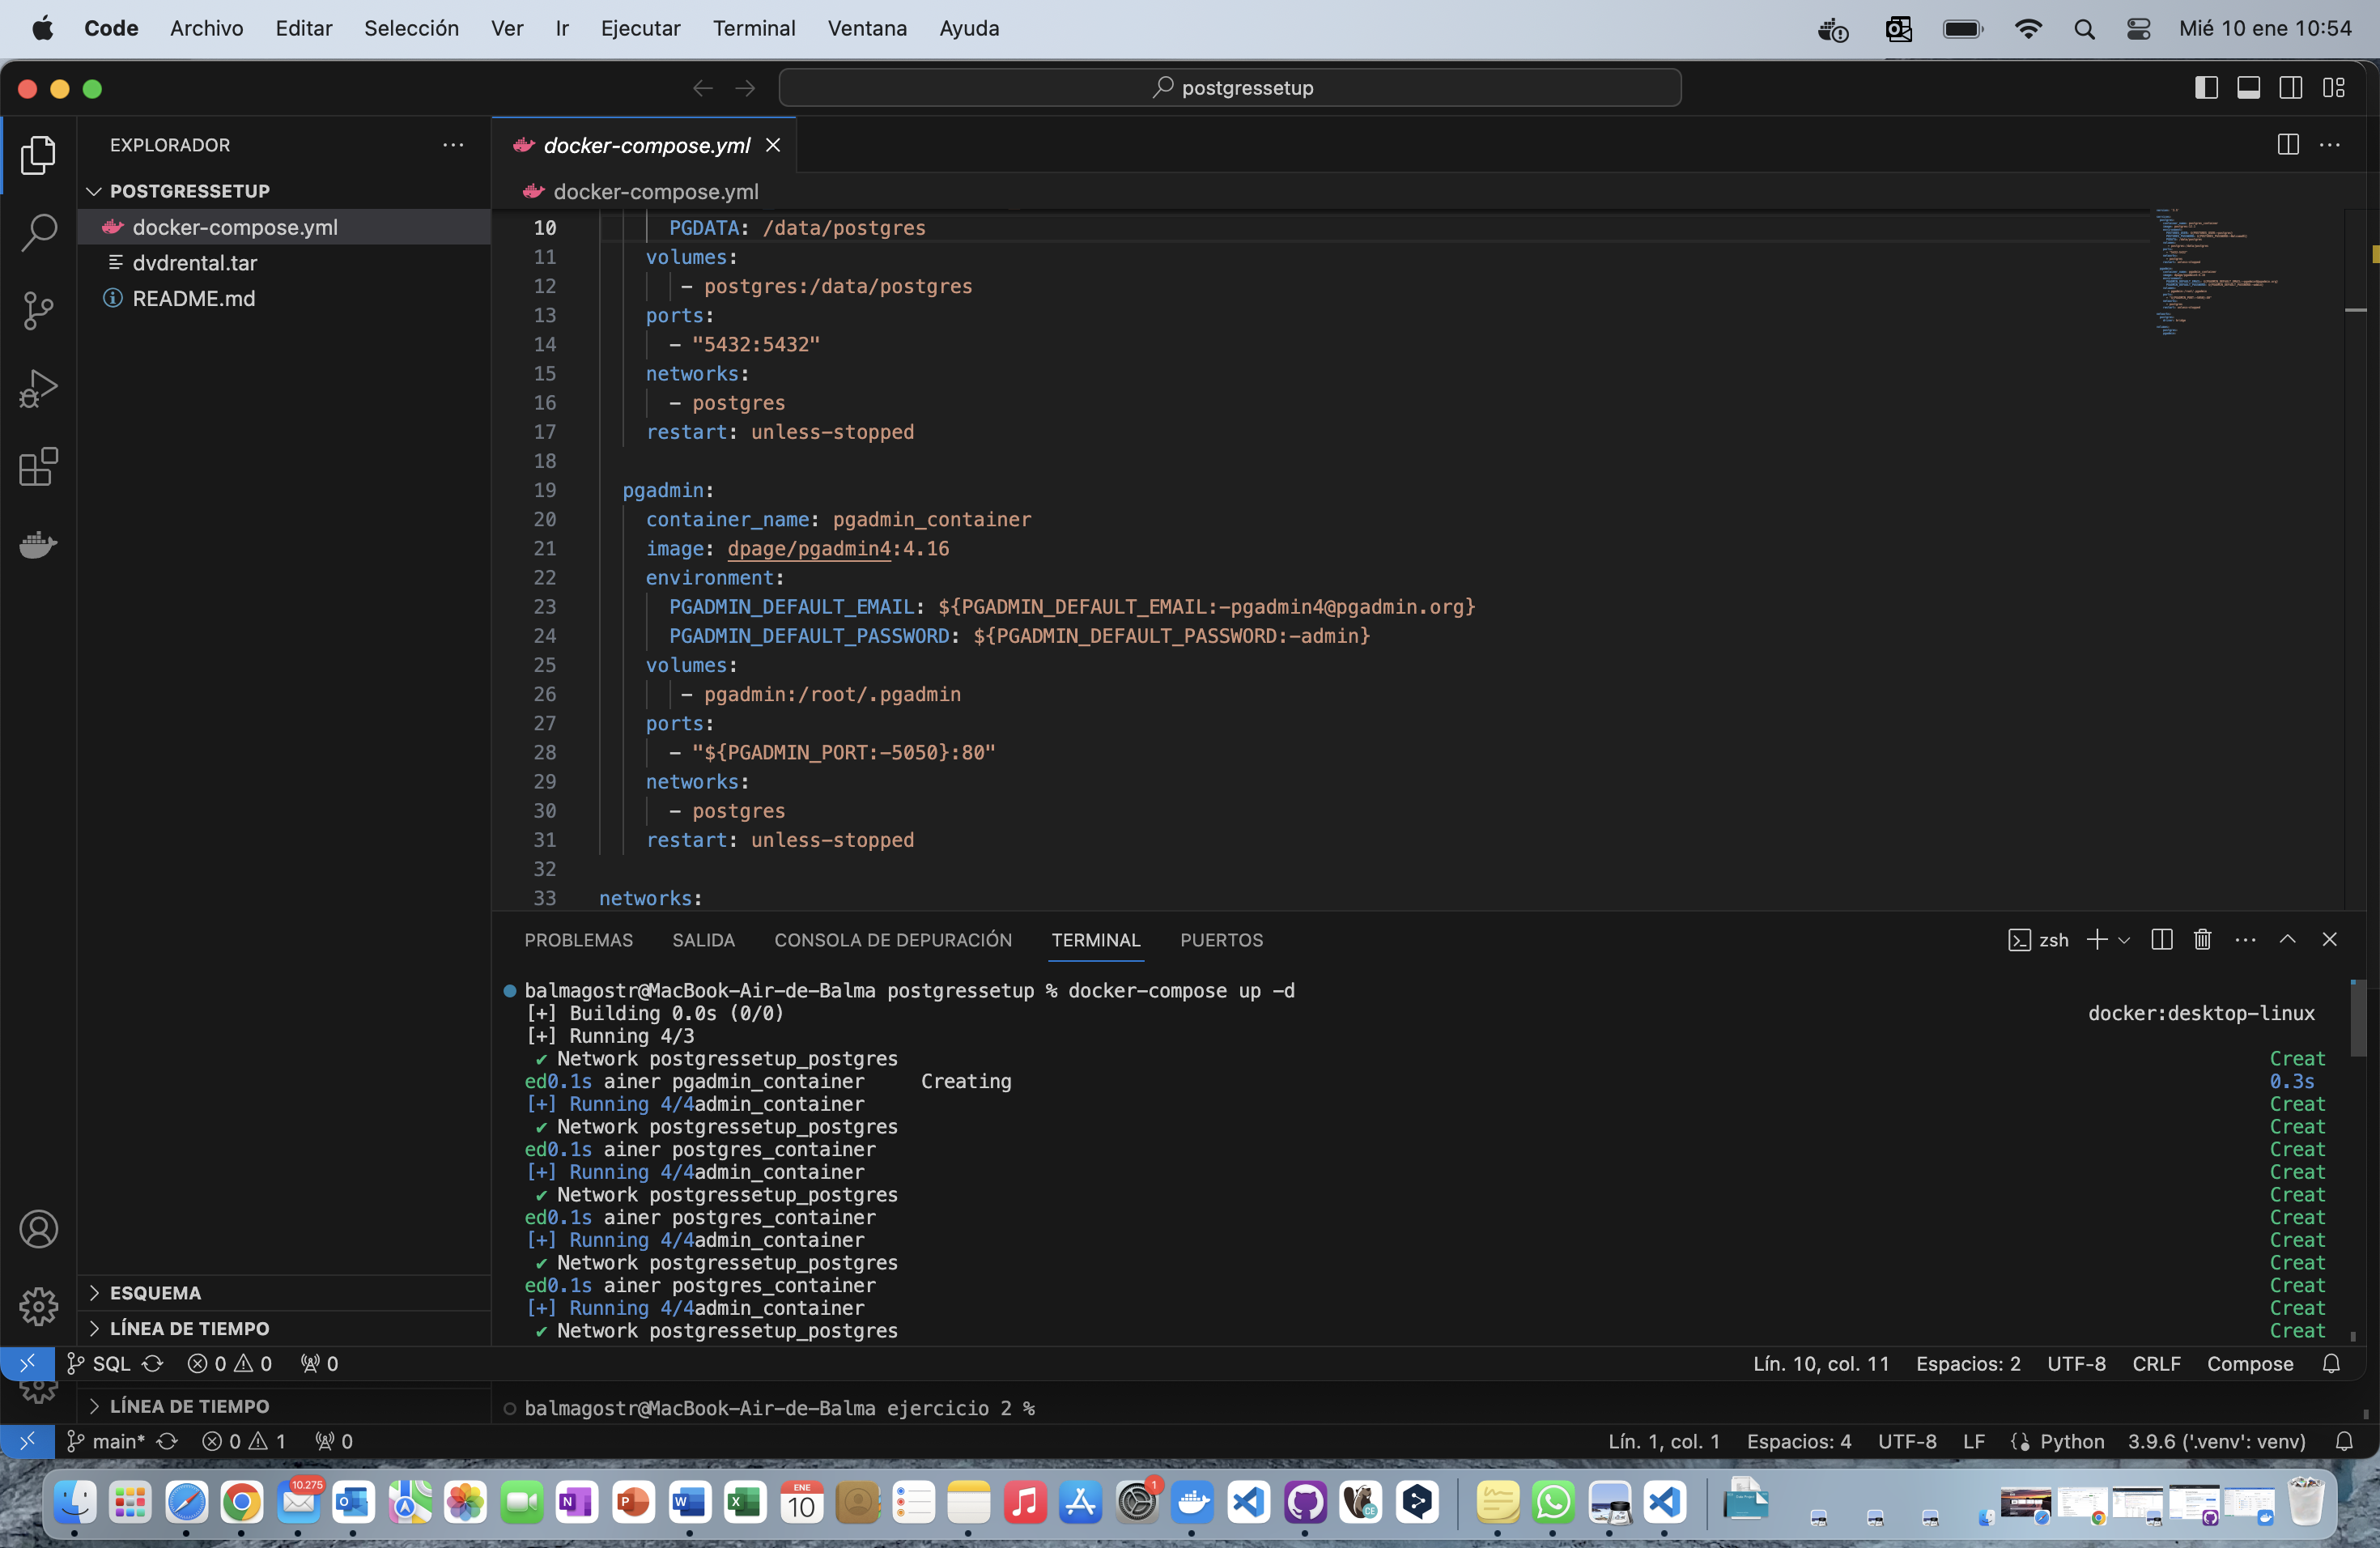 Code Archivo Editar Selección Ver Ir Ejecutar Terminal Ventana Ayuda
Mié 10 ene 10:54
postgressetup
EXPLORADOR
POSTGRESSETUP
docker-compose.yml
dvdrental.tar
README.md
ESQUEMA
LÍNEA DE TIEMPO
docker-compose.yml
docker-compose.yml
10 PGDATA: /data/postgres
11 volumes:
12 - postgres:/data/postgres
13 ports:
14 - "5432:5432"
15 networks:
16 - postgres
17 restart: unless-stopped
18
19 pgadmin:
20 container_name: pgadmin_container
21 image: dpage/pgadmin4:4.16
22 environment:
23 PGADMIN_DEFAULT_EMAIL: ${PGADMIN_DEFAULT_EMAIL:-pgadmin4@pgadmin.org}
24 PGADMIN_DEFAULT_PASSWORD: ${PGADMIN_DEFAULT_PASSWORD:-admin}
25 volumes:
26 - pgadmin:/root/.pgadmin
27 ports:
28 - "${PGADMIN_PORT:-5050}:80"
29 networks:
30 - postgres
31 restart: unless-stopped
32
33 networks:
PROBLEMAS SALIDA CONSOLA DE DEPURACIÓN TERMINAL PUERTOS
zsh
balmagostr@MacBook-Air-de-Balma postgressetup % docker-compose up -d
[+] Building 0.0s (0/0) docker:desktop-linux
[+] Running 4/3
✔ Network postgressetup_postgres Creat
ed0.1s ainer pgadmin_container Creating 0.3s
[+] Running 4/4admin_container Creat
✔ Network postgressetup_postgres Creat
ed0.1s ainer postgres_container Creat
[+] Running 4/4admin_container Creat
✔ Network postgressetup_postgres Creat
ed0.1s ainer postgres_container Creat
[+] Running 4/4admin_container Creat
✔ Network postgressetup_postgres Creat
ed0.1s ainer postgres_container Creat
[+] Running 4/4admin_container Creat
✔ Network postgressetup_postgres Creat
SQL 0 0 0 Lín. 10, col. 11 Espacios: 2 UTF-8 CRLF Compose
LÍNEA DE TIEMPO
balmagostr@MacBook-Air-de-Balma ejercicio 2 %
main* 0 1 0 Lín. 1, col. 1 Espacios: 4 UTF-8 LF Python 3.9.6 ('.venv': venv)
10.275
ENE
10
1